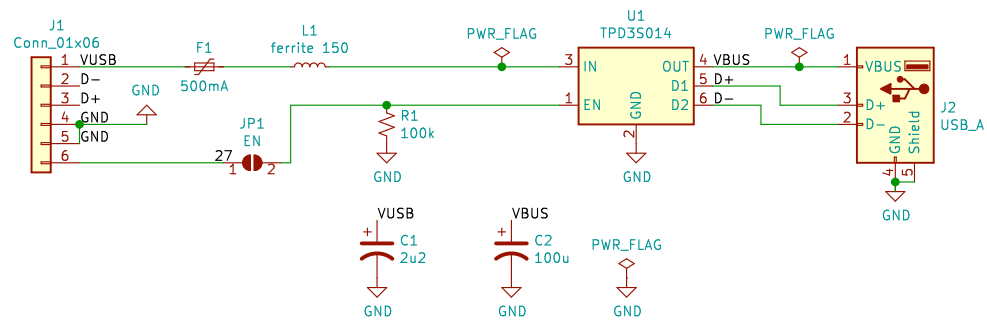 J1
Conn_01x06
1 VUSB
2 D-
3 D+
4 GND
5 GND
6
GND
F1
500mA
L1
ferrite 150
JP1
EN
27
1 2
R1
100k
GND
PWR_FLAG
U1
TPD3S014
3 IN
1 EN
OUT 4 VBUS
D1 5 D+
D2 6 D-
GND
2
GND
PWR_FLAG
1 VBUS
3 D+
2 D-
GND
Shield
4
5
J2
USB_A
GND
VUSB
+
C1
2u2
GND
VBUS
+
C2
100u
GND
PWR_FLAG
GND